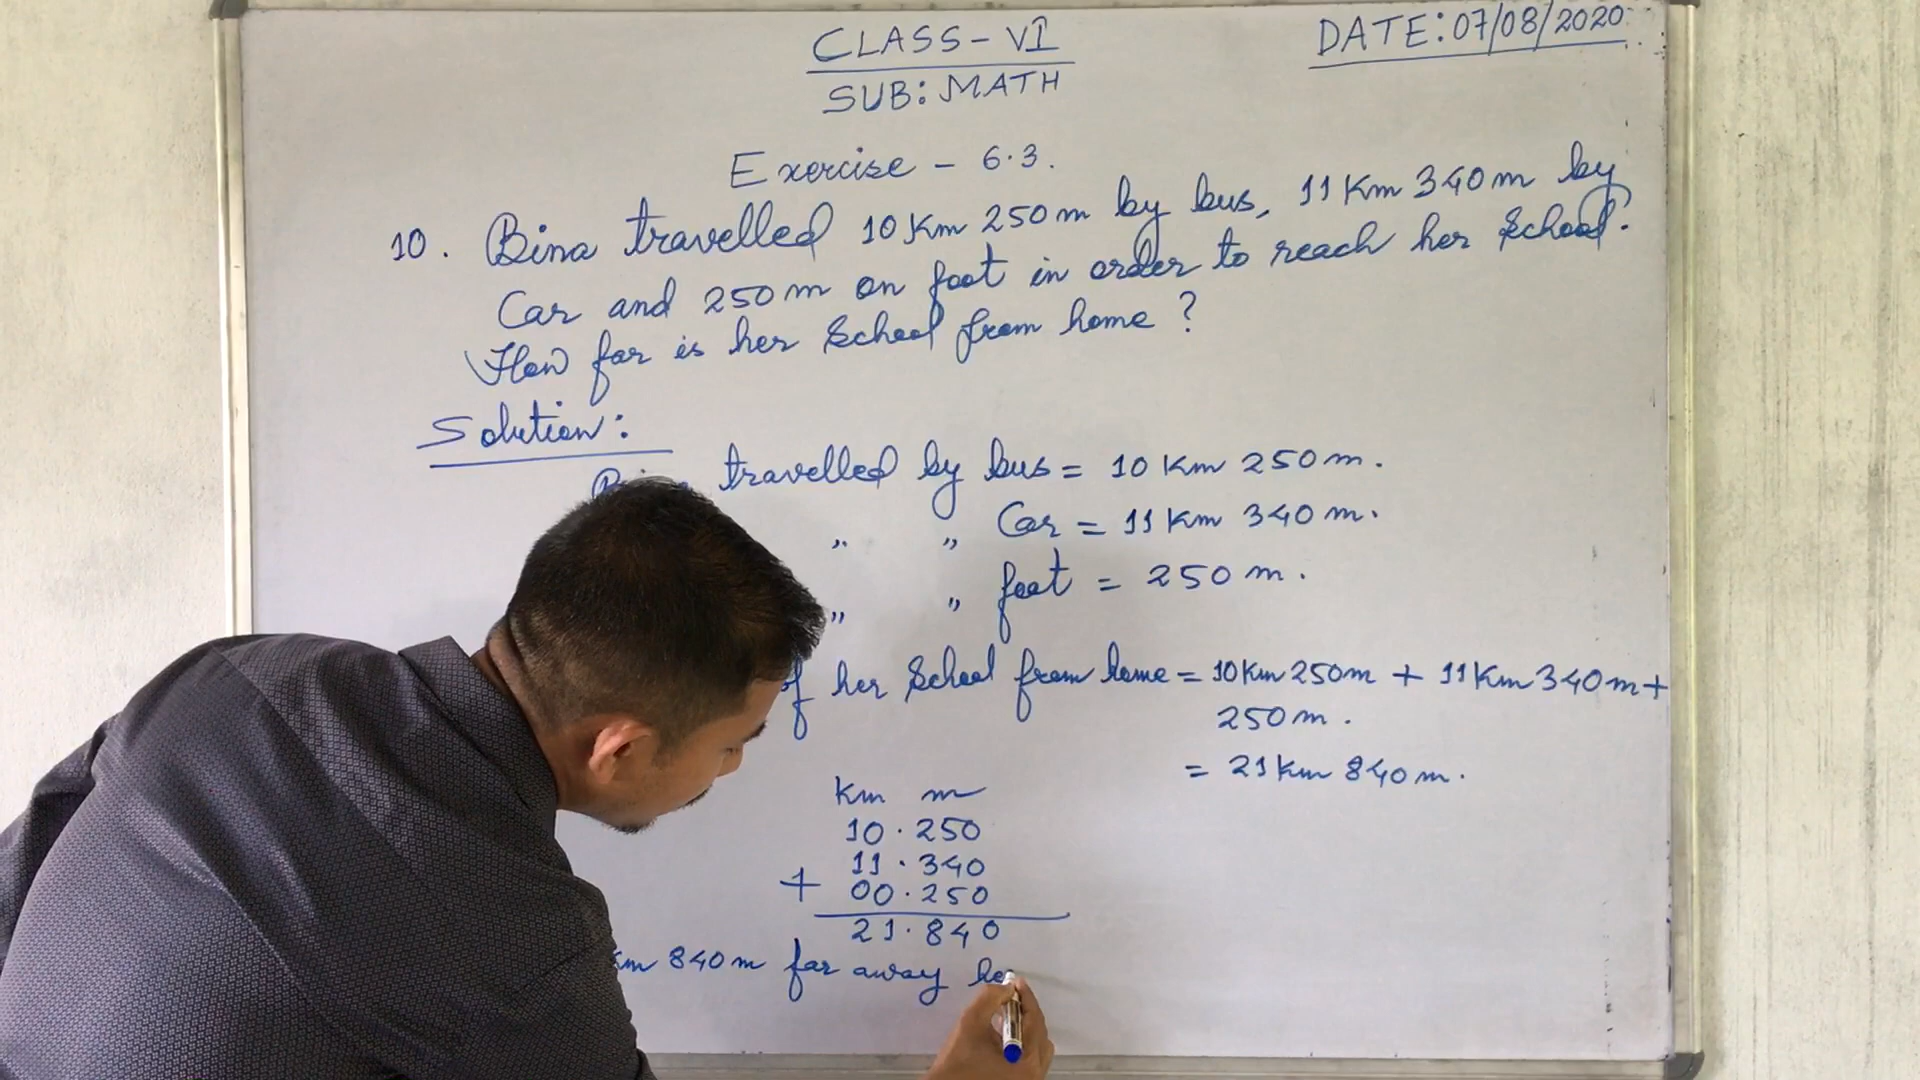 CLASS-VI
DATE: 07/08/2020
SUB: MATH
Exercise - 6.3.
10. Bina travelled 10 Km 250 m by bus, 11 Km 340 m by
Car and 250 m on foot in order to reach her School.
How far is her School from home?
Solution:
travelled by bus = 10 Km 250 m.
" " Car = 11 Km 340 m.
" " foot = 250 m.
of her School from home = 10 Km 250 m + 11 Km 340 m +
250 m.
= 21 Km 840 m.
Km m
10.250
11.340
+ 00.250
21.840
Km 840 m far away